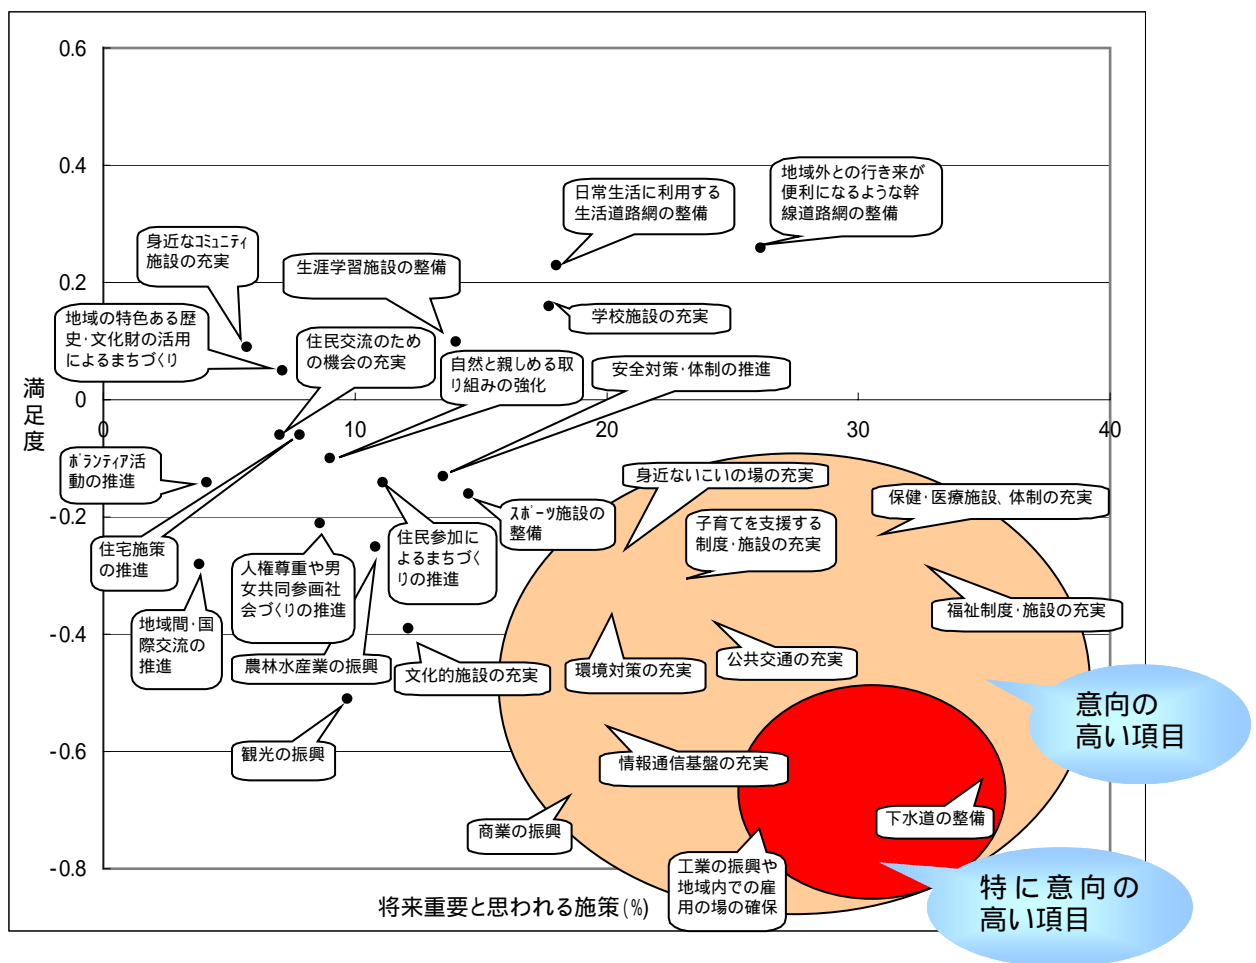 0.6
0.4
0.2
0
-0.2
-0.4
-0.6
-0.8
0
10
20
30
40
満足度
将来重要と思われる施策(%)
地域外との行き来が
便利になるような幹
線道路網の整備
日常生活に利用する
生活道路網の整備
身近なｺﾐｭﾆﾃｨ
施設の充実
生涯学習施設の整備
学校施設の充実
地域の特色ある歴
史・文化財の活用
によるまちづくり
住民交流のため
の機会の充実
自然と親しめる取
り組みの強化
安全対策・体制の推進
ﾎﾞﾗﾝﾃｨｱ活
動の推進
身近ないこいの場の充実
保健・医療施設、体制の充実
ｽﾎﾟｰﾂ施設の
整備
子育てを支援する
制度・施設の充実
住宅施策
の推進
人権尊重や男
女共同参画社
会づくりの推進
住民参加に
よるまちづく
りの推進
福祉制度・施設の充実
地域間・国
際交流の
推進
農林水産業の振興
文化的施設の充実
環境対策の充実
公共交通の充実
意向の
高い項目
観光の振興
情報通信基盤の充実
商業の振興
下水道の整備
工業の振興や
地域内での雇
用の場の確保
特に意向の
高い項目